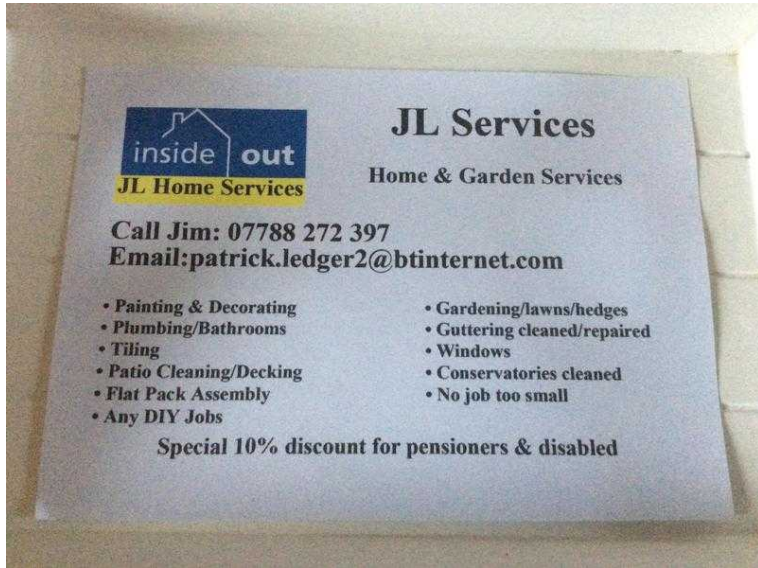 inside out
JL Home Services
JL Services
Home & Garden Services
Call Jim: 07788 272 397
Email:patrick.ledger2@btinternet.com
• Painting & Decorating
• Plumbing/Bathrooms
• Tiling
• Patio Cleaning/Decking
• Flat Pack Assembly
• Any DIY Jobs
• Gardening/lawns/hedges
• Guttering cleaned/repaired
• Windows
• Conservatories cleaned
• No job too small
Special 10% discount for pensioners & disabled